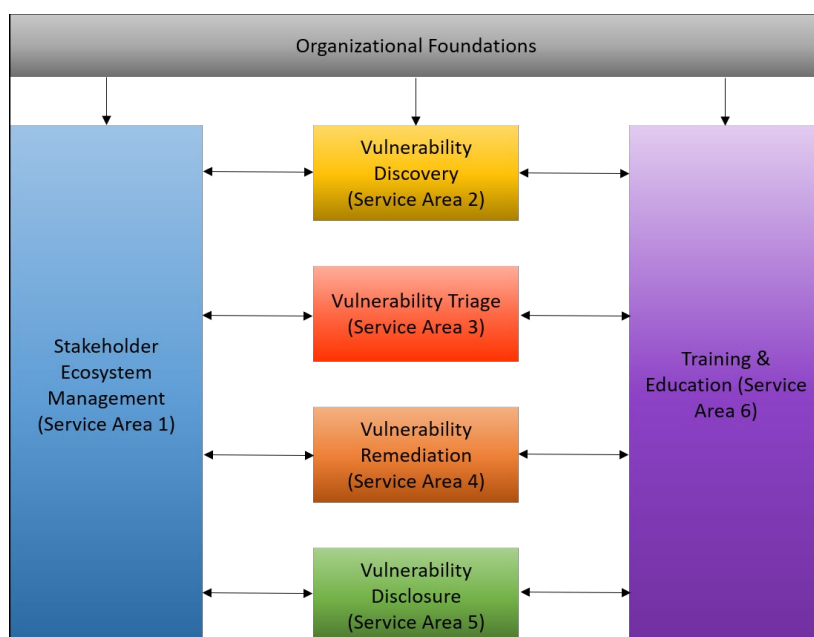 Organizational Foundations
Vulnerability
Discovery
(Service Area 2)
Vulnerability Triage
(Service Area 3)
Stakeholder
Ecosystem
Management
(Service Area 1)
Training &
Education (Service
Area 6)
Vulnerability
Remediation
(Service Area 4)
Vulnerability
Disclosure
(Service Area 5)